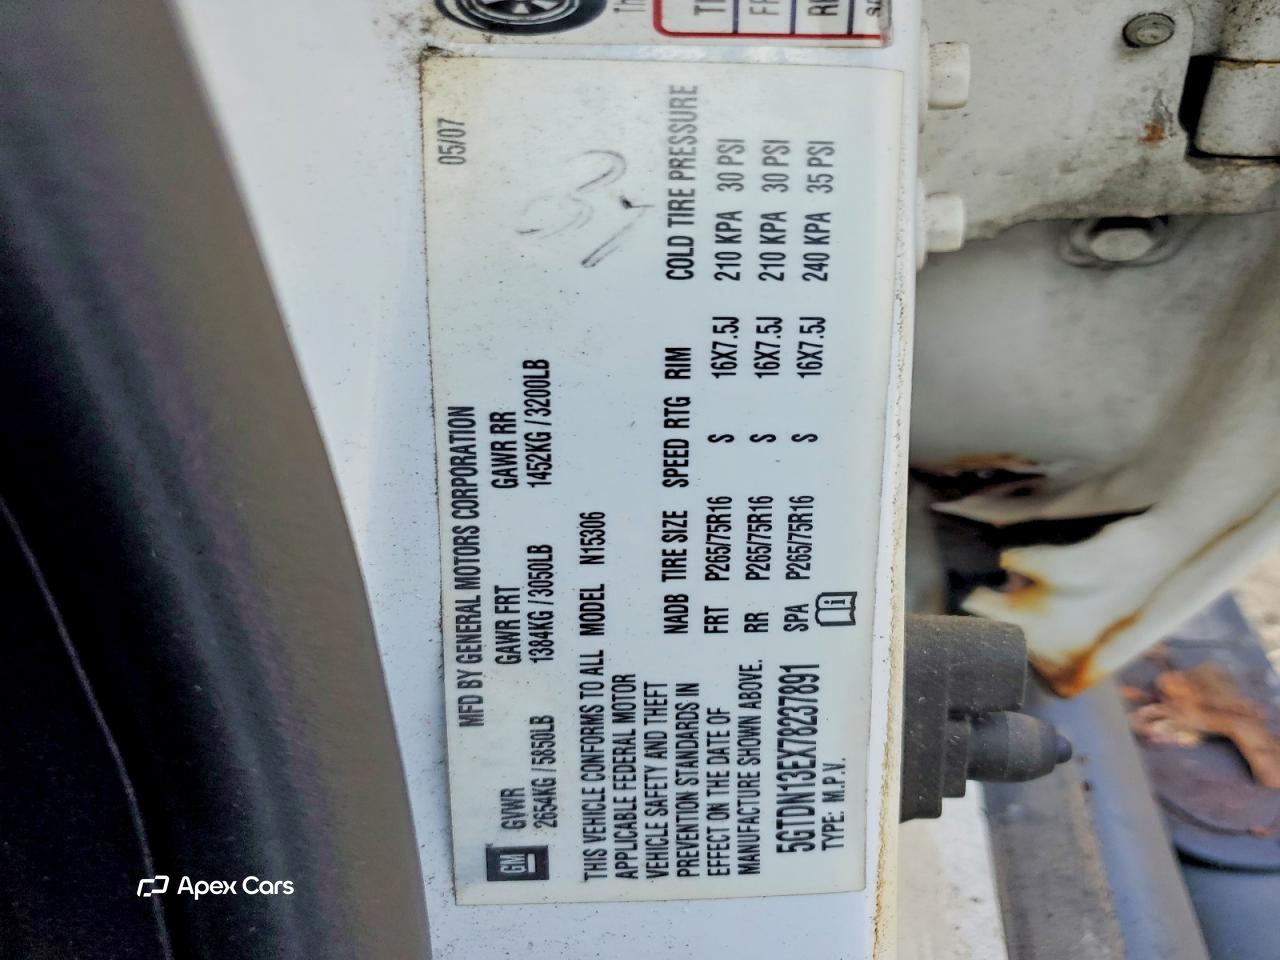 MFD BY GENERAL MOTORS CORPORATION
05/07
GM
GVWR
GAWR FRT
GAWR RR
2654KG / 5850LB
1384KG / 3050LB
1452KG / 3200LB
THIS VEHICLE CONFORMS TO ALL
APPLICABLE FEDERAL MOTOR
VEHICLE SAFETY AND THEFT
PREVENTION STANDARDS IN
EFFECT ON THE DATE OF
MANUFACTURE SHOWN ABOVE.
5GTDN13EX78237891
TYPE: M.P.V.
MODEL N15306
NADB TIRE SIZE SPEED RTG RIM COLD TIRE PRESSURE
FRT P265/75R16 S 16X7.5J 210 KPA 30 PSI
RR P265/75R16 S 16X7.5J 210 KPA 30 PSI
SPA P265/75R16 S 16X7.5J 240 KPA 35 PSI
Apex Cars